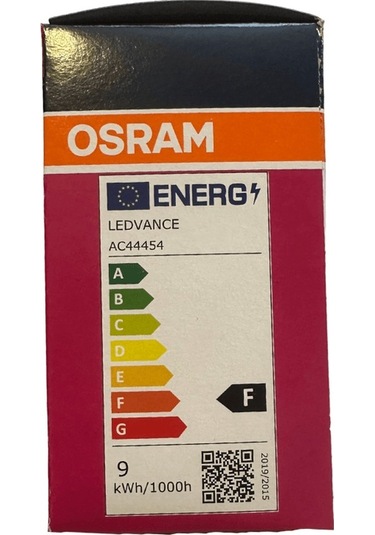 OSRAM
ENERG
LEDVANCE
AC44454
A
B
C
D
E
F
F
G
9
kWh/1000h
2019/2015